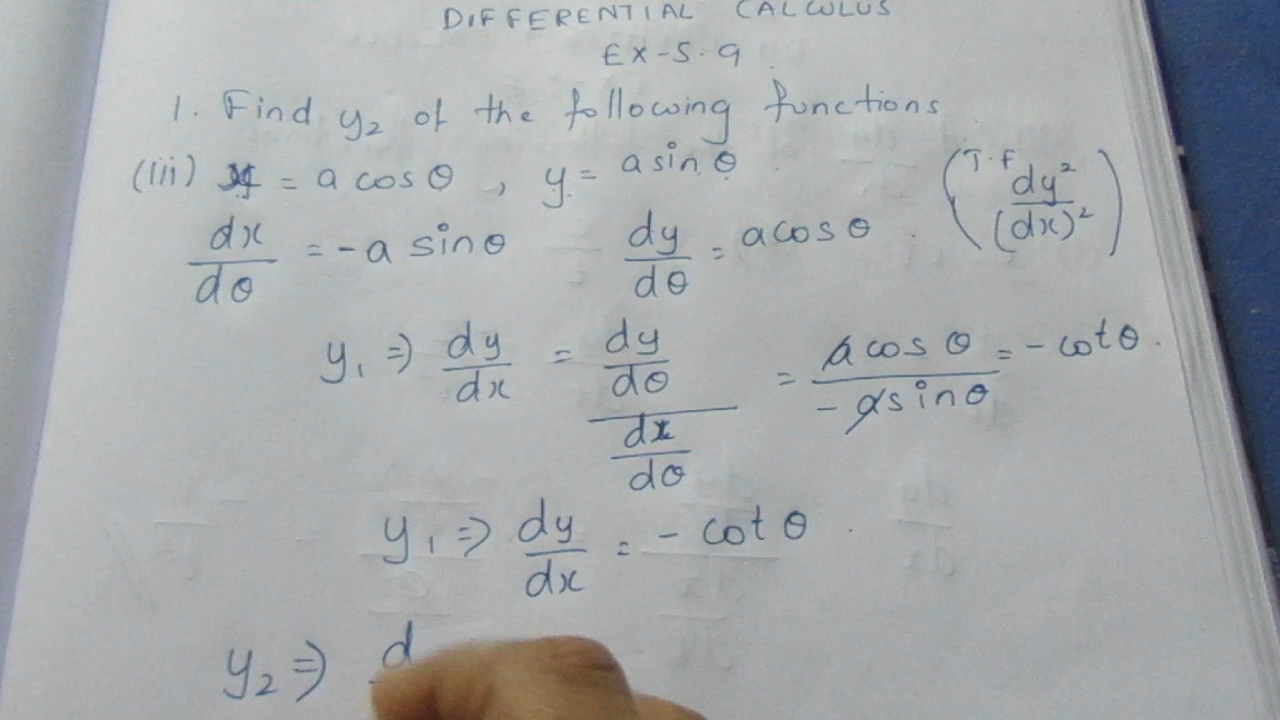 DIFFERENTIAL CALCULUS
EX-5.9
1. Find y₂ of the following functions
(iii) x = a cos θ , y = a sin θ (T.F dy²/(dx)²)
dx/dθ = -a sin θ dy/dθ = a cos θ .
y₁ ⇒ dy/dx = (dy/dθ)/(dx/dθ) = a cos θ/(-a sin θ) = - cot θ .
y₁ ⇒ dy/dx = - cot θ .
y₂ ⇒ d